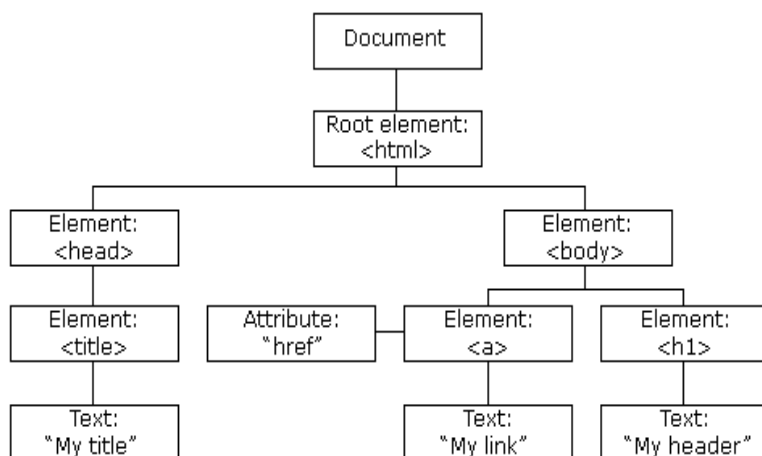 Document
Root element:
<html>
Element:
<head>
Element:
<body>
Element:
<title>
Attribute:
“href”
Element:
<a>
Element:
<h1>
Text:
“My title”
Text:
“My link”
Text:
“My header”